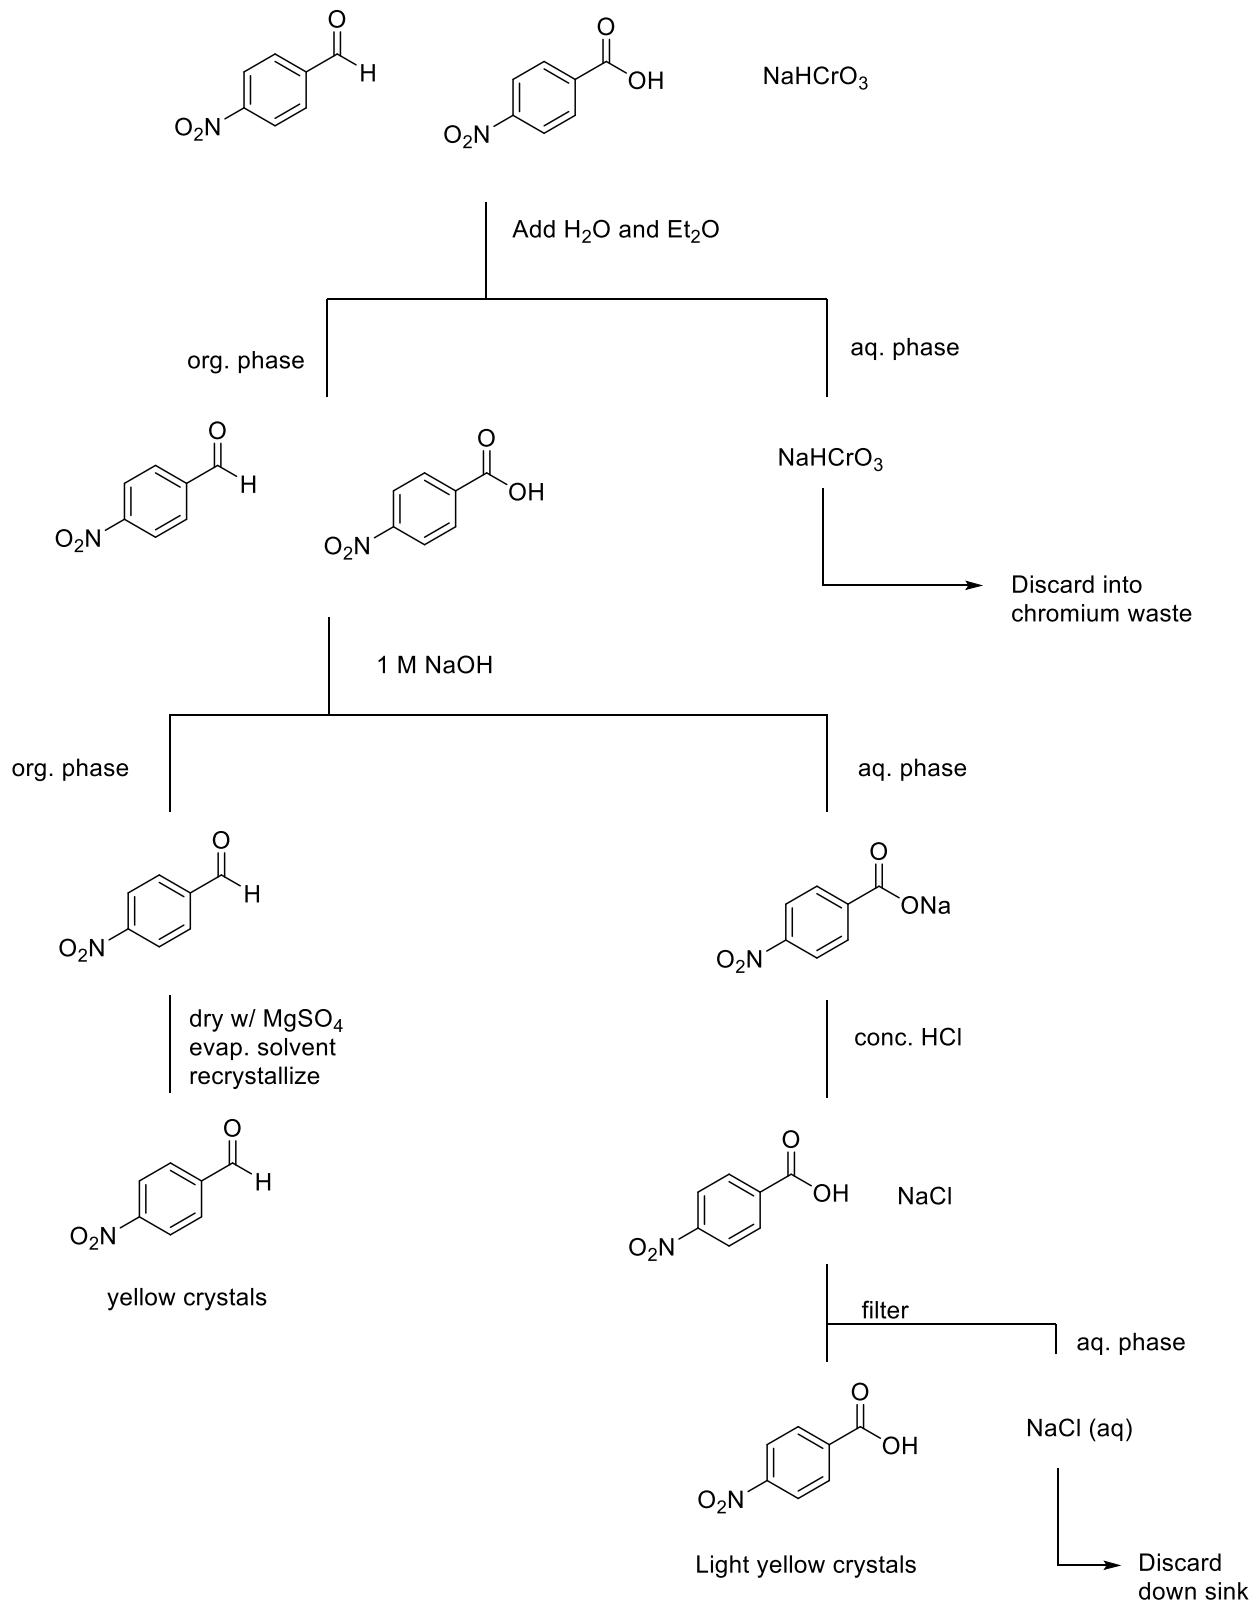 O
H
O₂N
O
OH
O₂N
NaHCrO₃
Add H₂O and Et₂O
org. phase
aq. phase
O
H
O₂N
O
OH
O₂N
NaHCrO₃
Discard into
chromium waste
1 M NaOH
org. phase
aq. phase
O
H
O₂N
O
ONa
O₂N
dry w/ MgSO₄
evap. solvent
recrystallize
conc. HCl
O
H
O₂N
yellow crystals
O
OH
O₂N
NaCl
filter
aq. phase
O
OH
O₂N
NaCl (aq)
Light yellow crystals
Discard
down sink